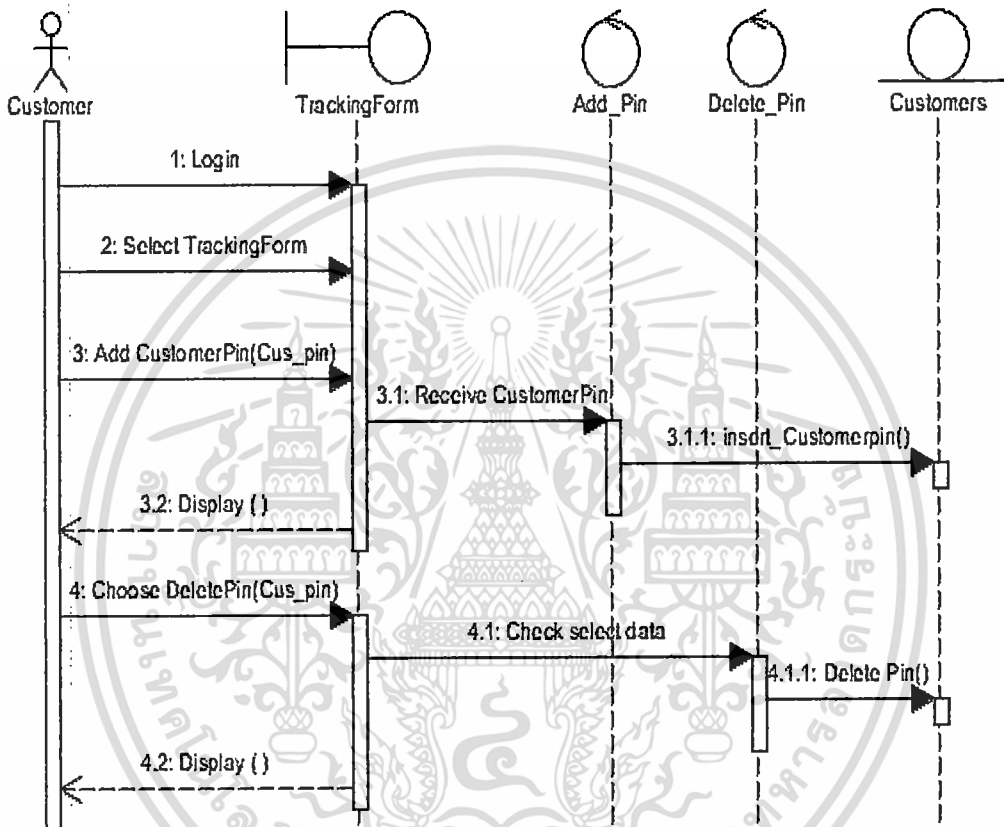 Customer
TrackingForm
Add_Pin
Delete_Pin
Customers
1: Login
2: Select TrackingForm
3: Add CustomerPin(Cus_pin)
3.1: Receive CustomerPin
3.1.1: insdrt_Customerpin()
3.2: Display ( )
4: Choose DeletePin(Cus_pin)
4.1: Check select data
4.1.1: Delete Pin()
4.2: Display ( )